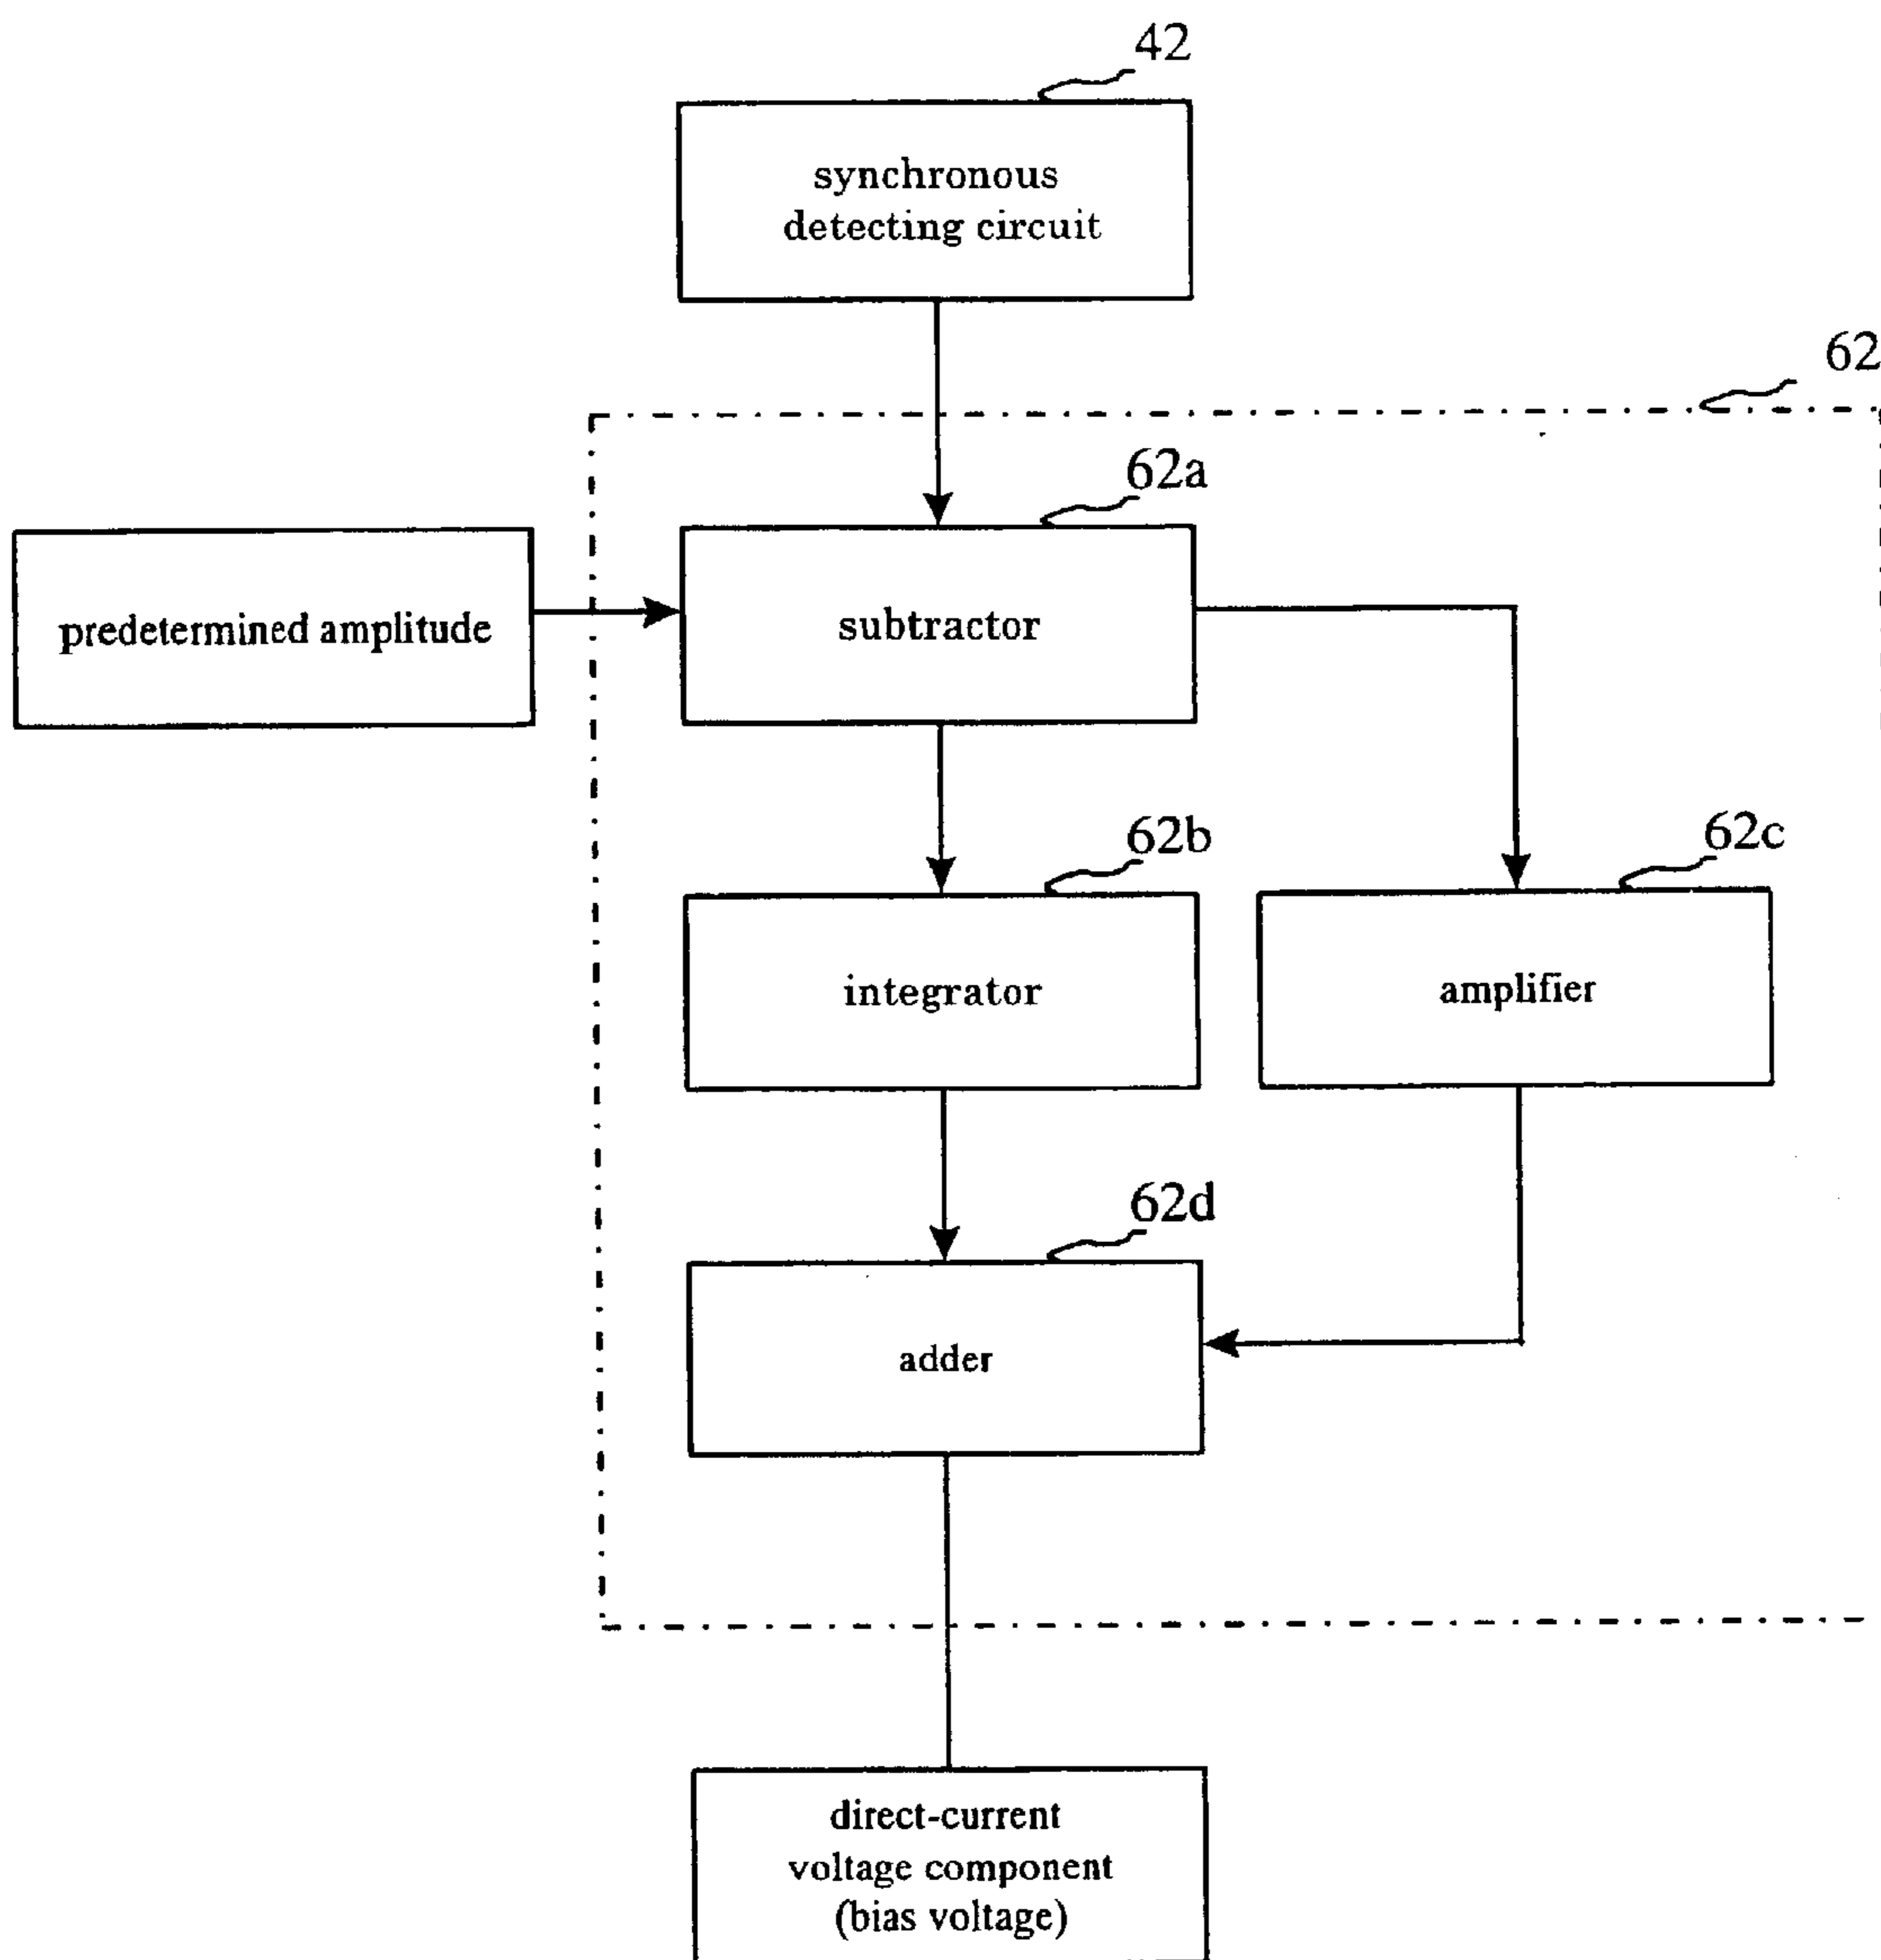 42
synchronous
detecting circuit
62
62a
predetermined amplitude
subtractor
62b
62c
integrator
amplifier
62d
adder
direct-current
voltage component
(bias voltage)